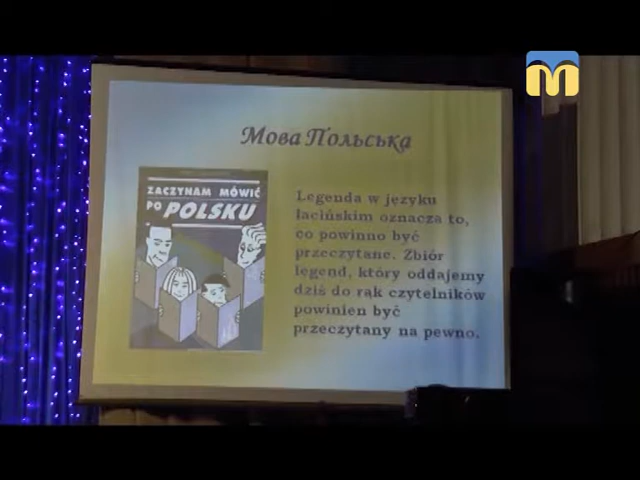 Мова Польська
ZACZYNAM MÓWIĆ
PO POLSKU
Legenda w języku
łacińskim oznacza to,
co powinno być
przeczytane. Zbiór
legend, który oddajemy
dziś do rąk czytelników
powinien być
przeczytany na pewno.